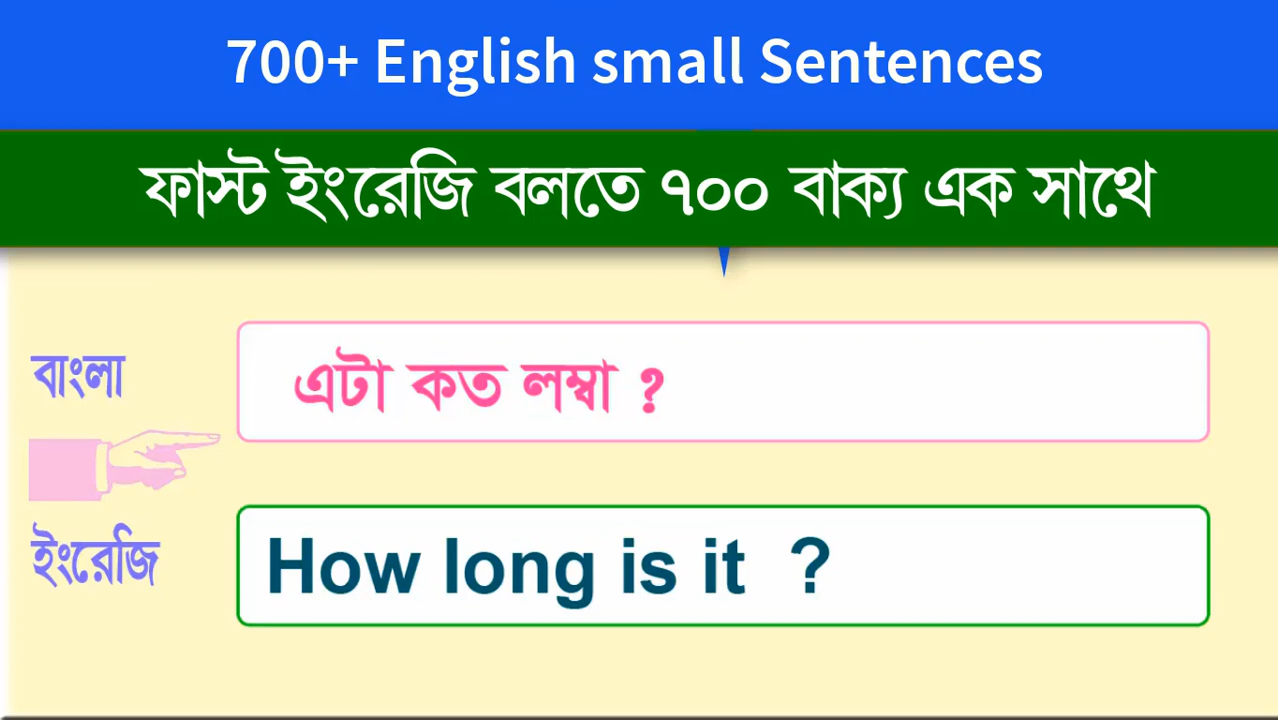 700+ English small Sentences
ফাস্ট ইংরেজি বলতে ৭০০ বাক্য এক সাথে
বাংলা
এটা কত লম্বা ?
ইংরেজি
How long is it ?